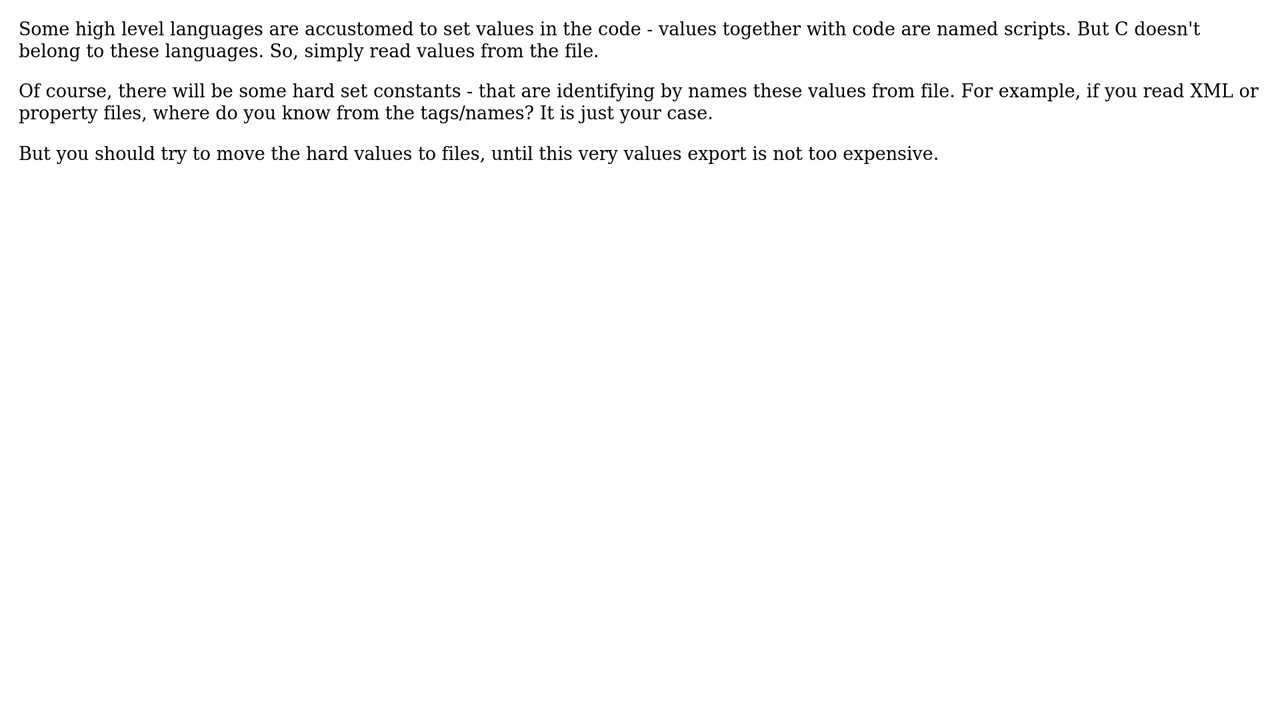 Some high level languages are accustomed to set values in the code - values together with code are named scripts. But C doesn't
belong to these languages. So, simply read values from the file.
Of course, there will be some hard set constants - that are identifying by names these values from file. For example, if you read XML or
property files, where do you know from the tags/names? It is just your case.
But you should try to move the hard values to files, until this very values export is not too expensive.